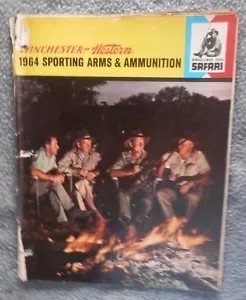 WINCHESTER-Western
1964 SPORTING ARMS & AMMUNITION
SAFARI